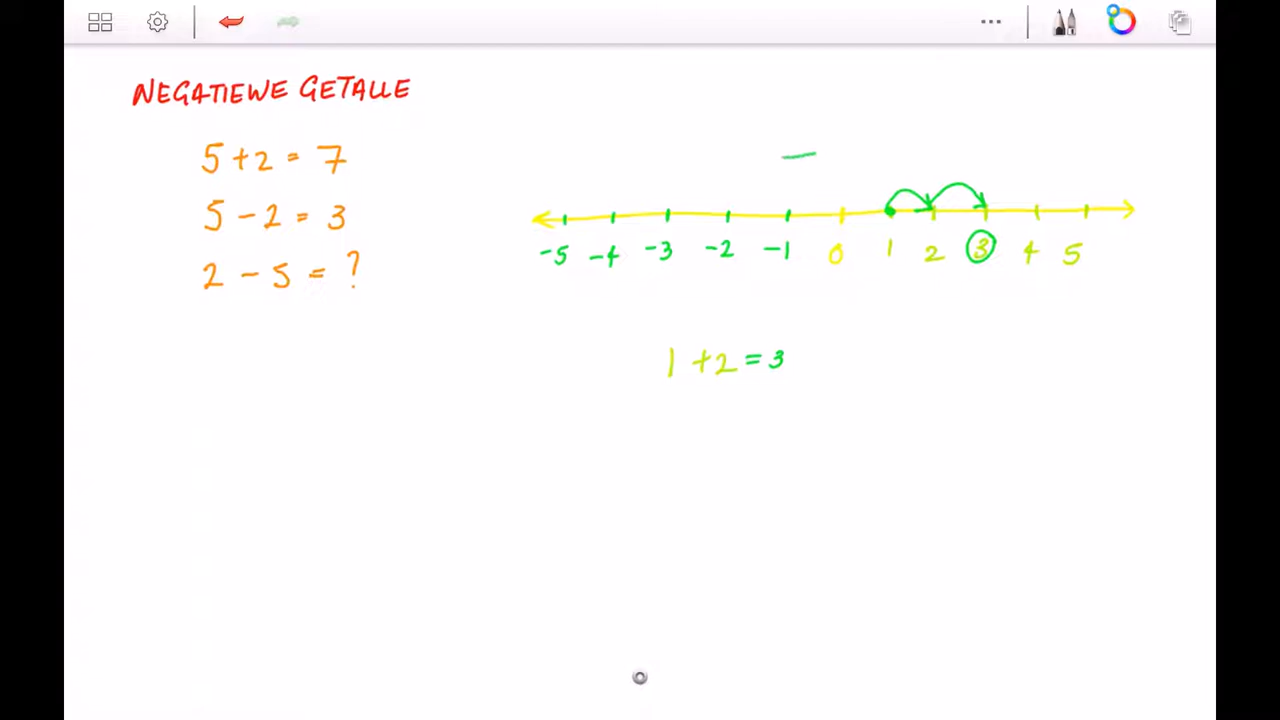 NEGATIEWE GETALLE
5 + 2 = 7
5 - 2 = 3
2 - 5 = ?
-5 -4 -3 -2 -1 0 1 2 3 4 5
1 + 2 = 3